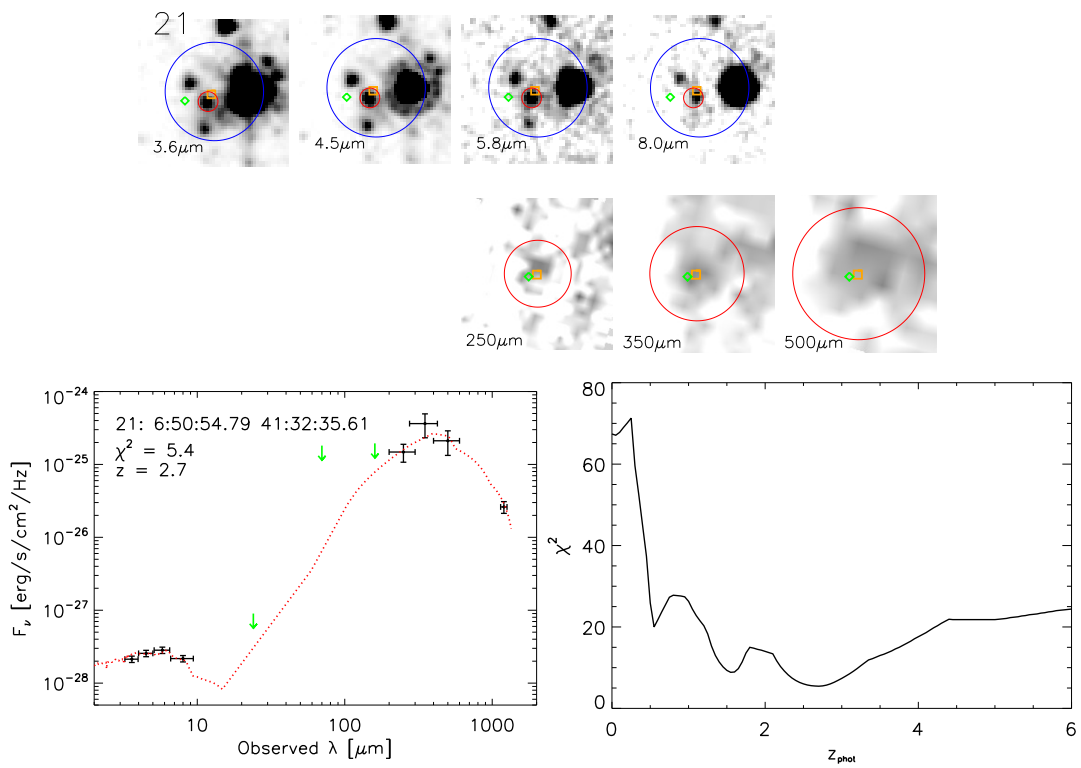 21
3.6μm
4.5μm
5.8μm
8.0μm
250μm
350μm
500μm
21: 6:50:54.79 41:32:35.61
χ² = 5.4
z = 2.7
10⁻²⁴
10⁻²⁵
10⁻²⁶
10⁻²⁷
10⁻²⁸
Fν [erg/s/cm²/Hz]
10 100 1000
Observed λ [μm]
80
60
40
20
0
χ²
0 2 4 6
z_phot